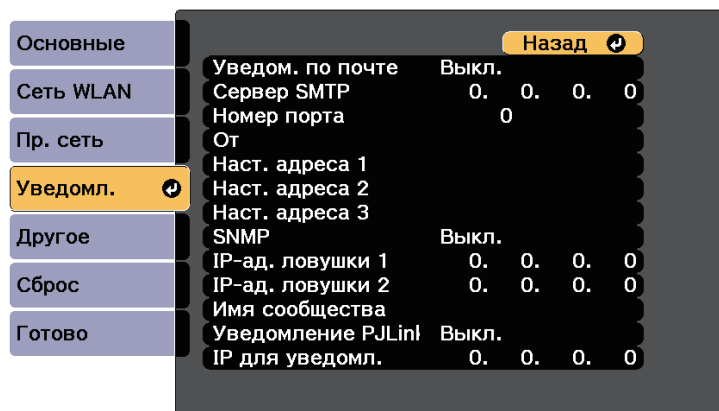 Основные
Сеть WLAN
Пр. сеть
Уведомл.
Другое
Сброс
Готово
Назад
Уведом. по почте Выкл.
Сервер SMTP 0. 0. 0. 0
Номер порта 0
От
Наст. адреса 1
Наст. адреса 2
Наст. адреса 3
SNMP Выкл.
IP-ад. ловушки 1 0. 0. 0. 0
IP-ад. ловушки 2 0. 0. 0. 0
Имя сообщества
Уведомление PJLink Выкл.
IP для уведомл. 0. 0. 0. 0